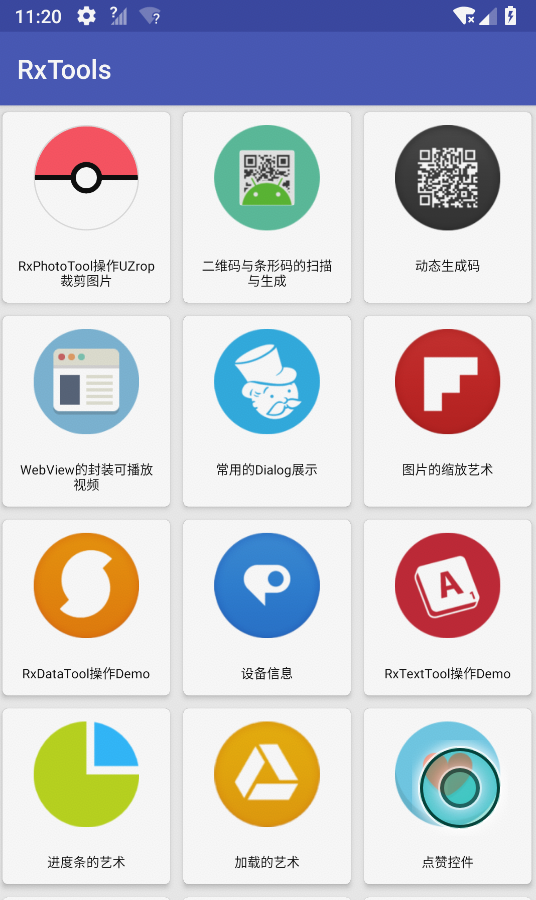 11:20
RxTools
RxPhotoTool操作UZrop
裁剪图片
二维码与条形码的扫描
与生成
动态生成码
WebView的封装可播放
视频
常用的Dialog展示
图片的缩放艺术
RxDataTool操作Demo
设备信息
RxTextTool操作Demo
进度条的艺术
加载的艺术
点赞控件